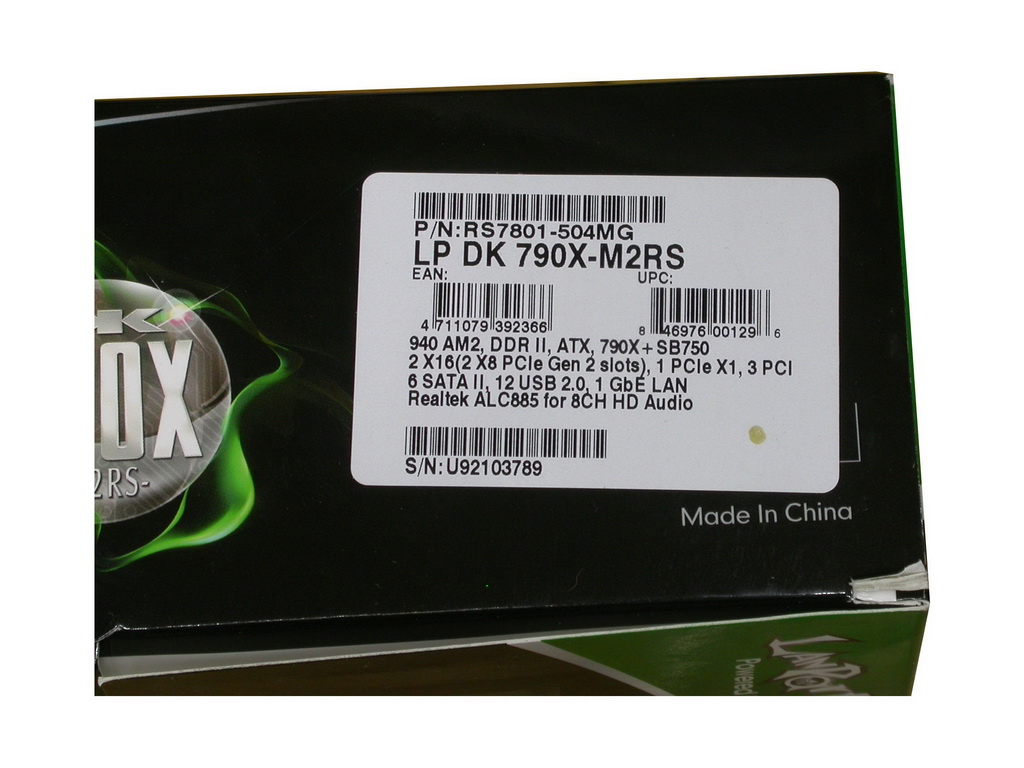 P/N:RS7801-504MG
LP DK 790X-M2RS
EAN: UPC:
4 711079 392366 8 46976 00129 6
940 AM2, DDR II, ATX, 790X+SB750
2 X16(2 X8 PCIe Gen 2 slots), 1 PCIe X1, 3 PCI
6 SATA II, 12 USB 2.0, 1 GbE LAN
Realtek ALC885 for 8CH HD Audio
S/N:U92103789
K
0X
2RS-
Made In China
Powered